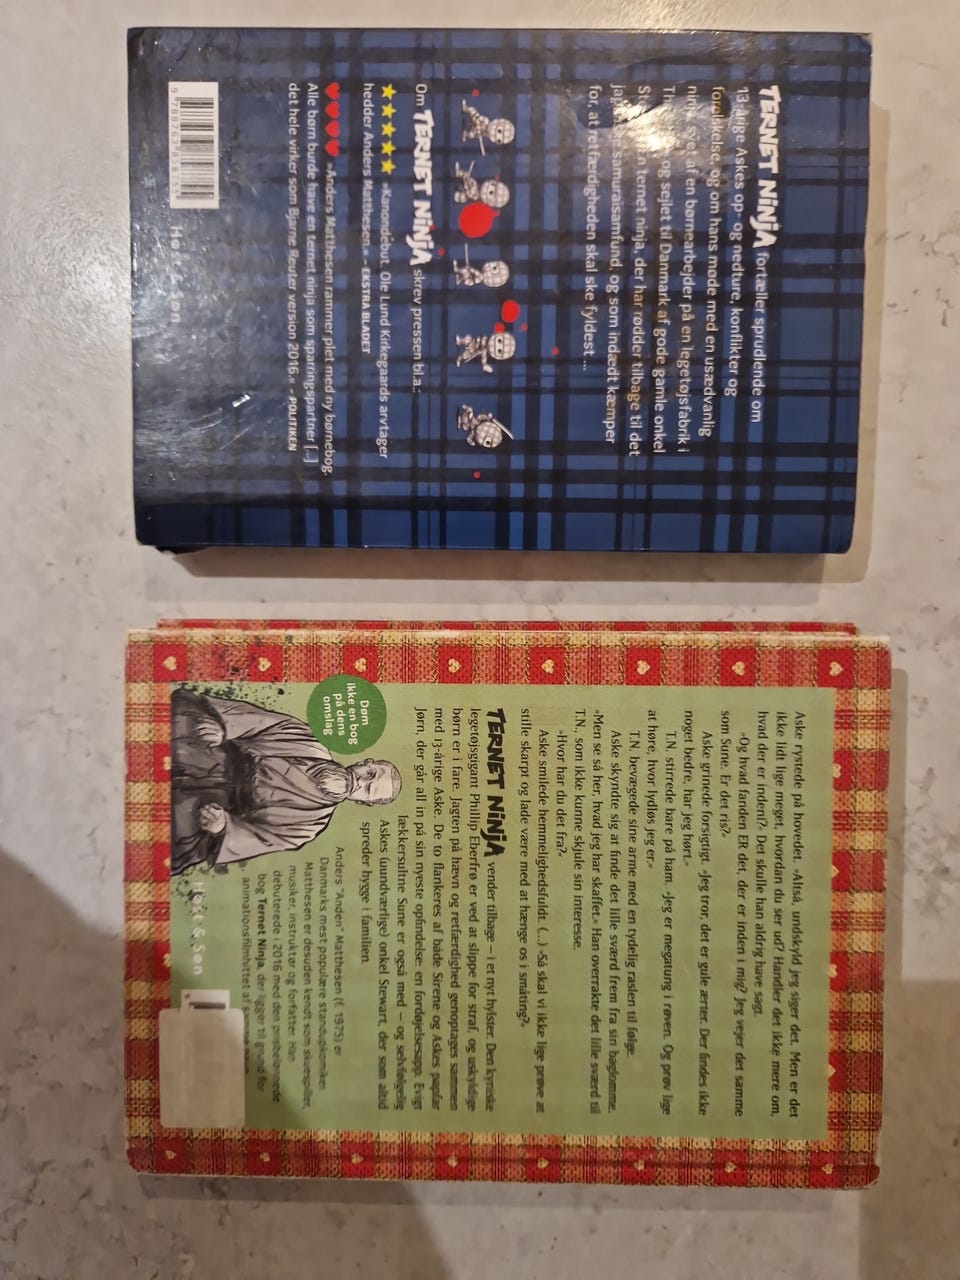 TERNET NINJA fortæller sprudlende om
13-årige Askes op- og nedture, konflikter og
forelskelse, og om hans møde med en usædvanlig
ninja, syet af en børnearbejder på en legetøjsfabrik i
og sejlet til Danmark af gode gamle onkel
en ternet ninja, der har rødder tilbage til det
samuraisamfund, og som indædt kæmper
for, at retfærdigheden skal ske fyldest ...
Om TERNET NINJA skrev pressen bl.a.:
»Kanondebut. Ole Lund Kirkegaards arvtager
hedder Anders Matthesen.« - EKSTRA BLADET
»Anders Matthesen rammer plet med ny børnebog.
Alle børn burde have en ternet ninja som sparringspartner [...]
det hele virker som Bjarne Reuter version 2016.« - POLITIKEN
9 788763 858755
Høst & Søn
Aske rystede på hovedet. »Altså, undskyld jeg siger det. Men er det
ikke lidt lige meget, hvordan du ser ud? Handler det ikke mere om,
hvad der er indeni?« Det skulle han aldrig have sagt.
»Og hvad fanden ER det, der er inden i mig? Jeg vejer det samme
som Sune. Er det ris?«
Aske grinede forsigtigt. »Jeg tror, det er gule ærter. Der findes ikke
noget bedre, har jeg hørt.«
T.N. stirrede bare på ham. »Jeg er megatung i røven. Og prøv lige
at høre, hvor lydløs jeg er.«
T.N. bevægede sine arme med en tydelig raslen til følge.
Aske skyndte sig at finde det lille sværd frem fra sin baglomme.
»Men se så her, hvad jeg har skaffet.« Han overrakte det lille sværd til
T.N., som ikke kunne skjule sin interesse.
»Hvor har du det fra?«
Aske smilede hemmelighedsfuldt. (...) »Så skal vi ikke lige prøve at
stille skarpt og lade være med at hænge os i småting?«
TERNET NINJA vender tilbage – i et nyt hylster. Den kyniske
legetøjsgigant Phillip Eberfrø er ved at slippe for straf, og uskyldige
børn er i fare. Jagten på hævn og retfærdighed genoptages sammen
med 13-årige Aske. De to flankeres af både Sirene og Askes papfar
Jørn, der går all in på sin nyeste opfindelse: en fordøjelsesapp. Evigt
lækkersultne Sune er også med – og selvfølgelig
Askes (uundværlige) onkel Stewart, der som altid
spreder hygge i familien.
Døm
ikke en bog
på dens
omslag
Anders "Anden" Matthesen (f. 1975) er
Danmarks mest populære standupkomiker.
Matthesen er desuden kendt som skuespiller,
musiker, instruktør og forfatter. Han
debuterede i 2016 med den prisbelønnede
bog Ternet Ninja, der ligger til grund for
animationsfilmhittet af samme navn.
Høst & Søn